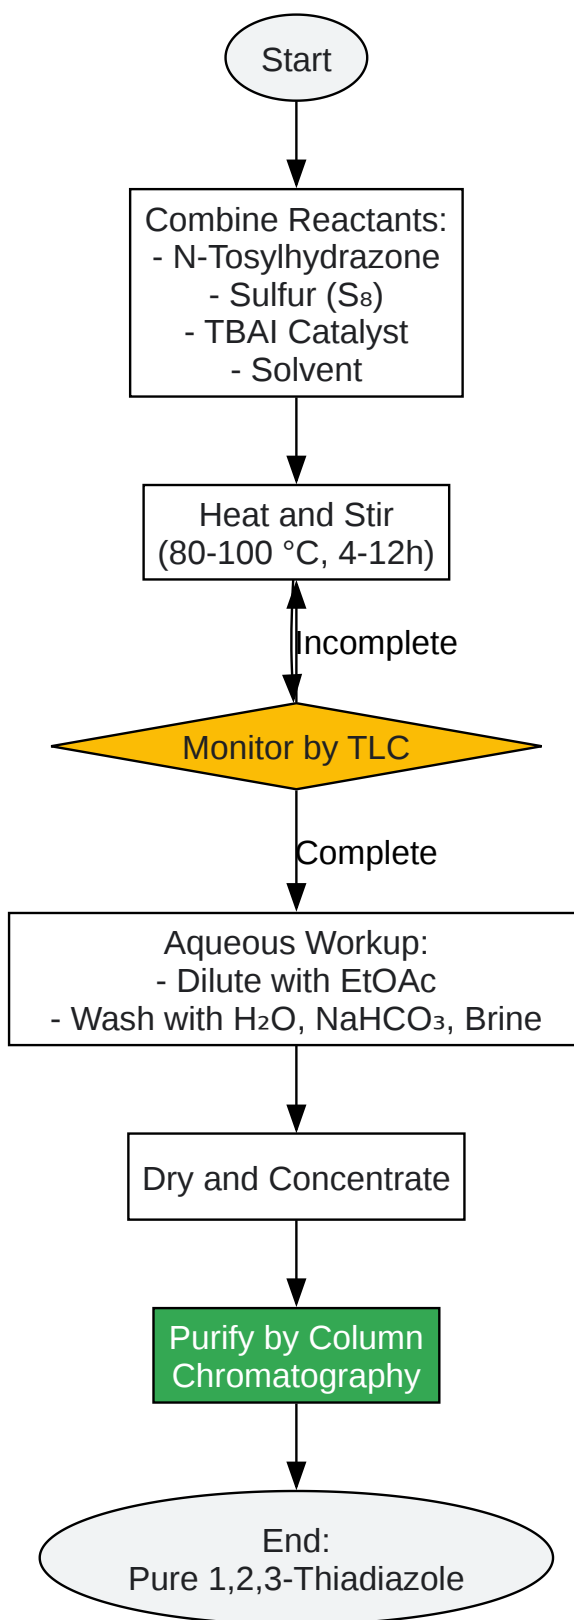 Start
Combine Reactants:
- N-Tosylhydrazone
- Sulfur (S₈)
- TBAI Catalyst
- Solvent
Heat and Stir
(80-100 °C, 4-12h)
Incomplete
Monitor by TLC
Complete
Aqueous Workup:
- Dilute with EtOAc
- Wash with H₂O, NaHCO₃, Brine
Dry and Concentrate
Purify by Column
Chromatography
End:
Pure 1,2,3-Thiadiazole